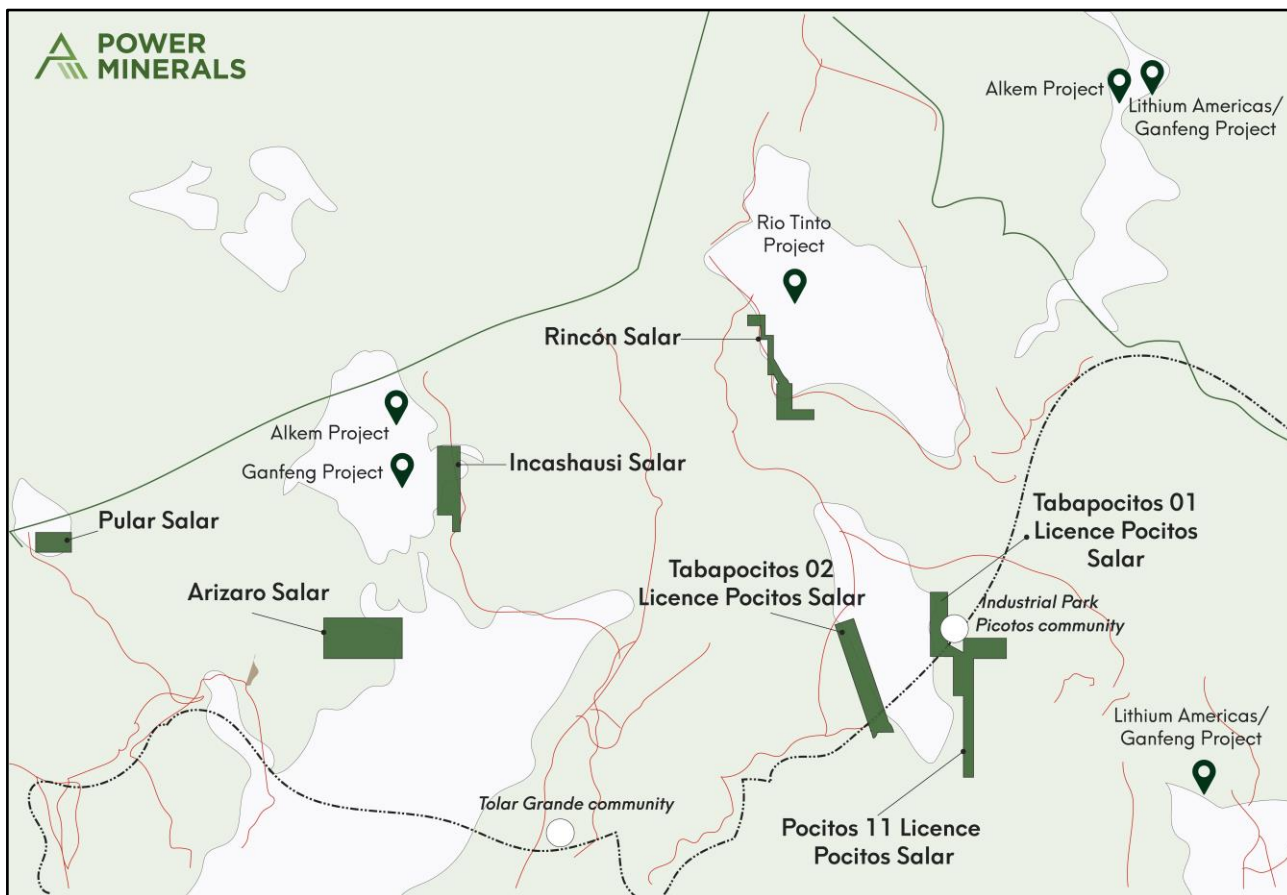 POWER
MINERALS
Alkem Project
Lithium Americas/
Ganfeng Project
Rio Tinto
Project
Rincón Salar
Alkem Project
Ganfeng Project
Incashausi Salar
Pular Salar
Arizaro Salar
Tabapocitos 02
Licence Pocitos Salar
Tabapocitos 01
Licence Pocitos
Salar
Industrial Park
Picotos community
Lithium Americas/
Ganfeng Project
Tolar Grande community
Pocitos 11 Licence
Pocitos Salar